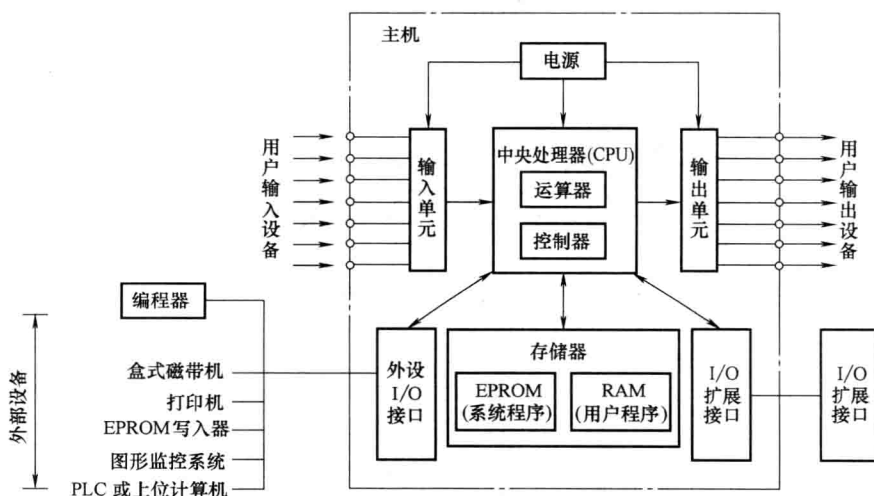 主机
电源
用户输入设备
输入单元
中央处理器(CPU)
运算器
控制器
输出单元
用户输出设备
编程器
外部设备
盒式磁带机
打印机
EPROM写入器
图形监控系统
PLC 或上位计算机
外设
I/O
接口
存储器
EPROM
(系统程序)
RAM
(用户程序)
I/O
扩展
接口
I/O
扩展
接口